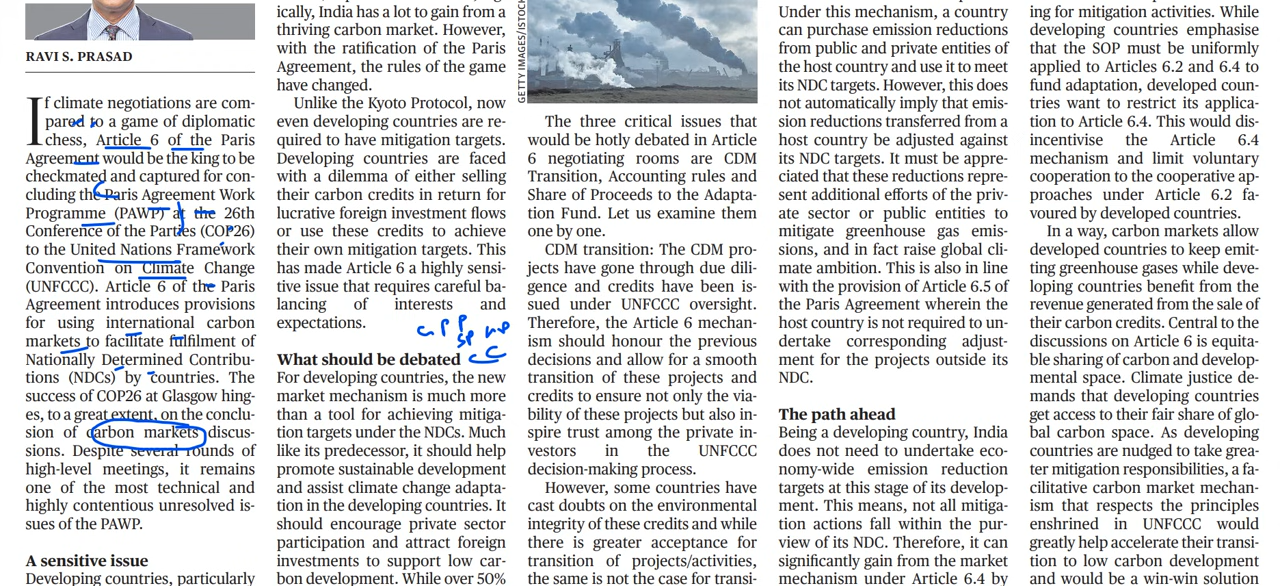 RAVI S. PRASAD
If climate negotiations are com-
pared to a game of diplomatic
chess, Article 6 of the Paris
Agreement would be the king to be
checkmated and captured for con-
cluding the Paris Agreement Work
Programme (PAWP) at the 26th
Conference of the Parties (COP26)
to the United Nations Framework
Convention on Climate Change
(UNFCCC). Article 6 of the Paris
Agreement introduces provisions
for using international carbon
markets to facilitate fulfilment of
Nationally Determined Contribu-
tions (NDCs) by countries. The
success of COP26 at Glasgow hing-
es, to a great extent, on the conclu-
sion of carbon markets discus-
sions. Despite several rounds of
high-level meetings, it remains
one of the most technical and
highly contentious unresolved is-
sues of the PAWP.
A sensitive issue
Developing countries, particularly
ically, India has a lot to gain from a
thriving carbon market. However,
with the ratification of the Paris
Agreement, the rules of the game
have changed.
Unlike the Kyoto Protocol, now
even developing countries are re-
quired to have mitigation targets.
Developing countries are faced
with a dilemma of either selling
their carbon credits in return for
lucrative foreign investment flows
or use these credits to achieve
their own mitigation targets. This
has made Article 6 a highly sensi-
tive issue that requires careful ba-
lancing of interests and
expectations.
What should be debated
For developing countries, the new
market mechanism is much more
than a tool for achieving mitiga-
tion targets under the NDCs. Much
like its predecessor, it should help
promote sustainable development
and assist climate change adapta-
tion in the developing countries. It
should encourage private sector
participation and attract foreign
investments to support low car-
bon development. While over 50%
GETTY IMAGES/ISTOCK
The three critical issues that
would be hotly debated in Article
6 negotiating rooms are CDM
Transition, Accounting rules and
Share of Proceeds to the Adapta-
tion Fund. Let us examine them
one by one.
CDM transition: The CDM pro-
jects have gone through due dili-
gence and credits have been is-
sued under UNFCCC oversight.
Therefore, the Article 6 mechan-
ism should honour the previous
decisions and allow for a smooth
transition of these projects and
credits to ensure not only the via-
bility of these projects but also in-
spire trust among the private in-
vestors in the UNFCCC
decision-making process.
However, some countries have
cast doubts on the environmental
integrity of these credits and while
there is greater acceptance for
transition of projects/activities,
the same is not the case for transi-
Under this mechanism, a country
can purchase emission reductions
from public and private entities of
the host country and use it to meet
its NDC targets. However, this does
not automatically imply that emis-
sion reductions transferred from a
host country be adjusted against
its NDC targets. It must be appre-
ciated that these reductions repre-
sent additional efforts of the priv-
ate sector or public entities to
mitigate greenhouse gas emis-
sions, and in fact raise global cli-
mate ambition. This is also in line
with the provision of Article 6.5 of
the Paris Agreement wherein the
host country is not required to un-
dertake corresponding adjust-
ment for the projects outside its
NDC.
The path ahead
Being a developing country, India
does not need to undertake eco-
nomy-wide emission reduction
targets at this stage of its develop-
ment. This means, not all mitiga-
tion actions fall within the pur-
view of its NDC. Therefore, it can
significantly gain from the market
mechanism under Article 6.4 by
ing for mitigation activities. While
developing countries emphasise
that the SOP must be uniformly
applied to Articles 6.2 and 6.4 to
fund adaptation, developed coun-
tries want to restrict its applica-
tion to Article 6.4. This would dis-
incentivise the Article 6.4
mechanism and limit voluntary
cooperation to the cooperative ap-
proaches under Article 6.2 fa-
voured by developed countries.
In a way, carbon markets allow
developed countries to keep emit-
ting greenhouse gases while deve-
loping countries benefit from the
revenue generated from the sale of
their carbon credits. Central to the
discussions on Article 6 is equita-
ble sharing of carbon and develop-
mental space. Climate justice de-
mands that developing countries
get access to their fair share of glo-
bal carbon space. As developing
countries are nudged to take grea-
ter mitigation responsibilities, a fa-
cilitative carbon market mechan-
ism that respects the principles
enshrined in UNFCCC would
greatly help accelerate their transi-
tion to low carbon development
and would be a win-win solution